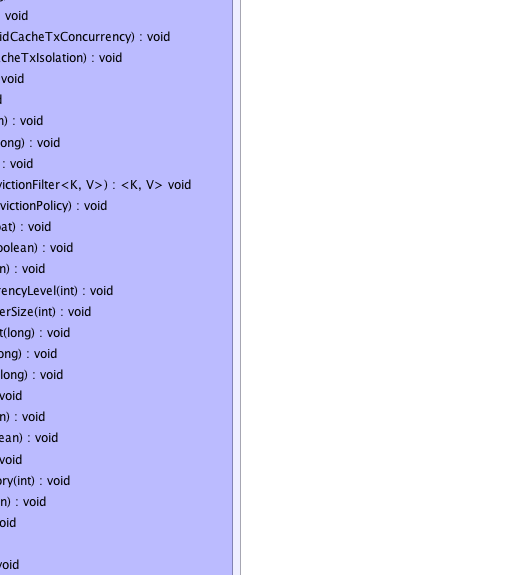 void
idCacheTxConcurrency) : void
cheTxIsolation) : void
void
n) : void
ong) : void
: void
victionFilter<K, V>) : <K, V> void
victionPolicy) : void
at) : void
oolean) : void
n) : void
rencyLevel(int) : void
erSize(int) : void
t(long) : void
ong) : void
long) : void
void
n) : void
ean) : void
void
ory(int) : void
n) : void
oid
void